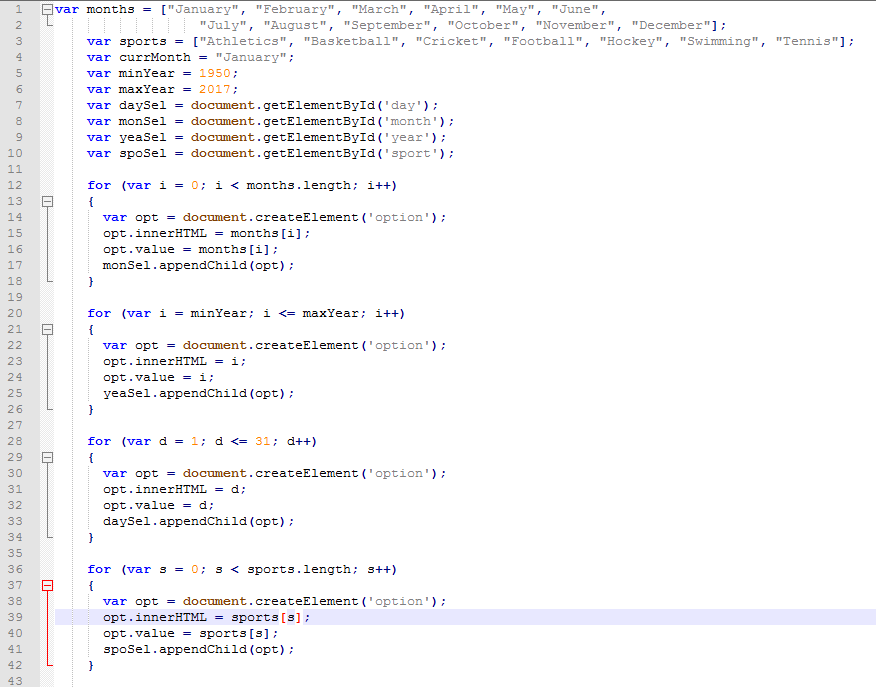 1 var months = ["January", "February", "March", "April", "May", "June",
2 "July", "August", "September", "October", "November", "December"];
3 var sports = ["Athletics", "Basketball", "Cricket", "Football", "Hockey", "Swimming", "Tennis"];
4 var currMonth = "January";
5 var minYear = 1950;
6 var maxYear = 2017;
7 var daySel = document.getElementById('day');
8 var monSel = document.getElementById('month');
9 var yeaSel = document.getElementById('year');
10 var spoSel = document.getElementById('sport');
11
12 for (var i = 0; i < months.length; i++)
13 {
14 var opt = document.createElement('option');
15 opt.innerHTML = months[i];
16 opt.value = months[i];
17 monSel.appendChild(opt);
18 }
19
20 for (var i = minYear; i <= maxYear; i++)
21 {
22 var opt = document.createElement('option');
23 opt.innerHTML = i;
24 opt.value = i;
25 yeaSel.appendChild(opt);
26 }
27
28 for (var d = 1; d <= 31; d++)
29 {
30 var opt = document.createElement('option');
31 opt.innerHTML = d;
32 opt.value = d;
33 daySel.appendChild(opt);
34 }
35
36 for (var s = 0; s < sports.length; s++)
37 {
38 var opt = document.createElement('option');
39 opt.innerHTML = sports[s];
40 opt.value = sports[s];
41 spoSel.appendChild(opt);
42 }
43